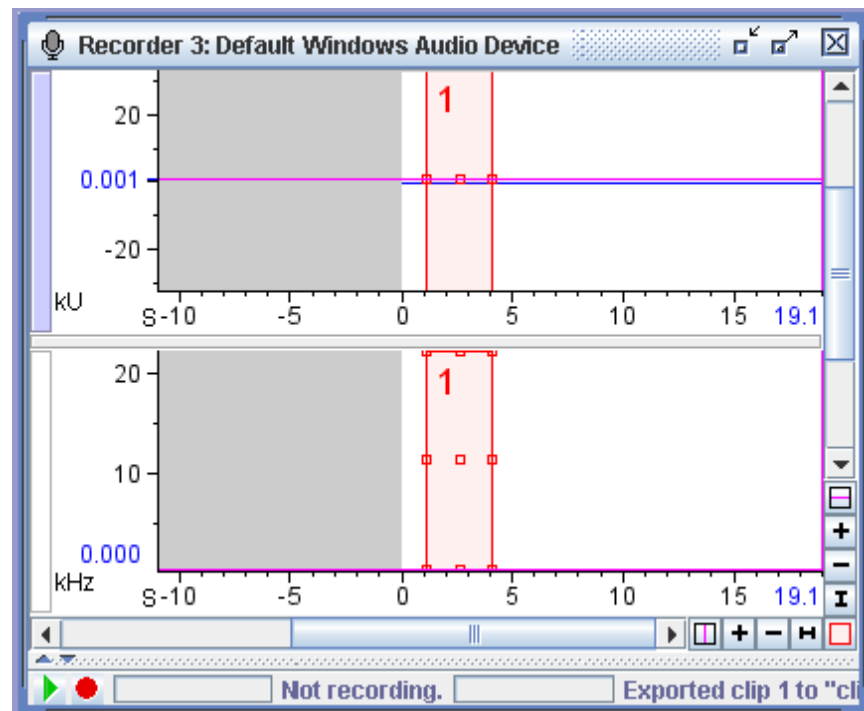 Recorder 3: Default Windows Audio Device
1
20
0.001
-20
kU
s -10 -5 0 5 10 15 19.1
1
20
10
0.000
kHz
s -10 -5 0 5 10 15 19.1
Not recording. Exported clip 1 to "cli